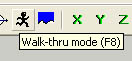 X Y Z
Walk-thru mode (F8)